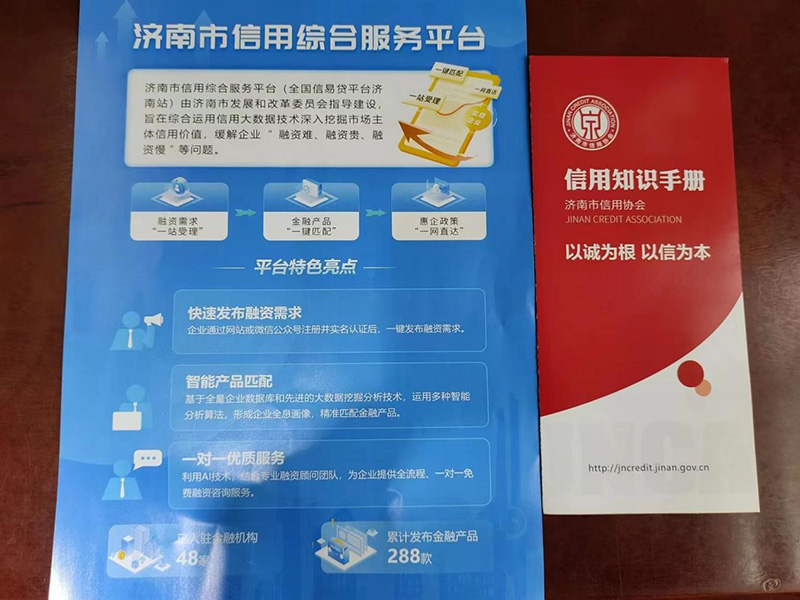 济南市信用综合服务平台
济南市信用综合服务平台（全国信易贷平台济
南站）由济南市发展和改革委员会指导建设，
旨在综合运用信用大数据技术深入挖掘市场主
体信用价值，缓解企业“融资难、融资贵、融
资慢”等问题。
一键匹配
一网直达
一站受理
融资需求
“一站受理”
金融产品
“一键匹配”
惠企政策
“一网直达”
平台特色亮点
快速发布融资需求
企业通过网站或微信公众号注册并实名认证后，一键发布融资需求。
智能产品匹配
基于全量企业数据库和先进的大数据挖掘分析技术，运用多种智能
分析算法，形成企业全息画像，精准匹配金融产品。
一对一优质服务
利用AI技术，结合专业融资顾问团队，为企业提供全流程、一对一免
费融资咨询服务。
入驻金融机构
48家
累计发布金融产品
288款
JINAN CREDIT ASSOCIATION
济南市信用协会
信用知识手册
济南市信用协会
JINAN CREDIT ASSOCIATION
以诚为根 以信为本
http://jncredit.jinan.gov.cn